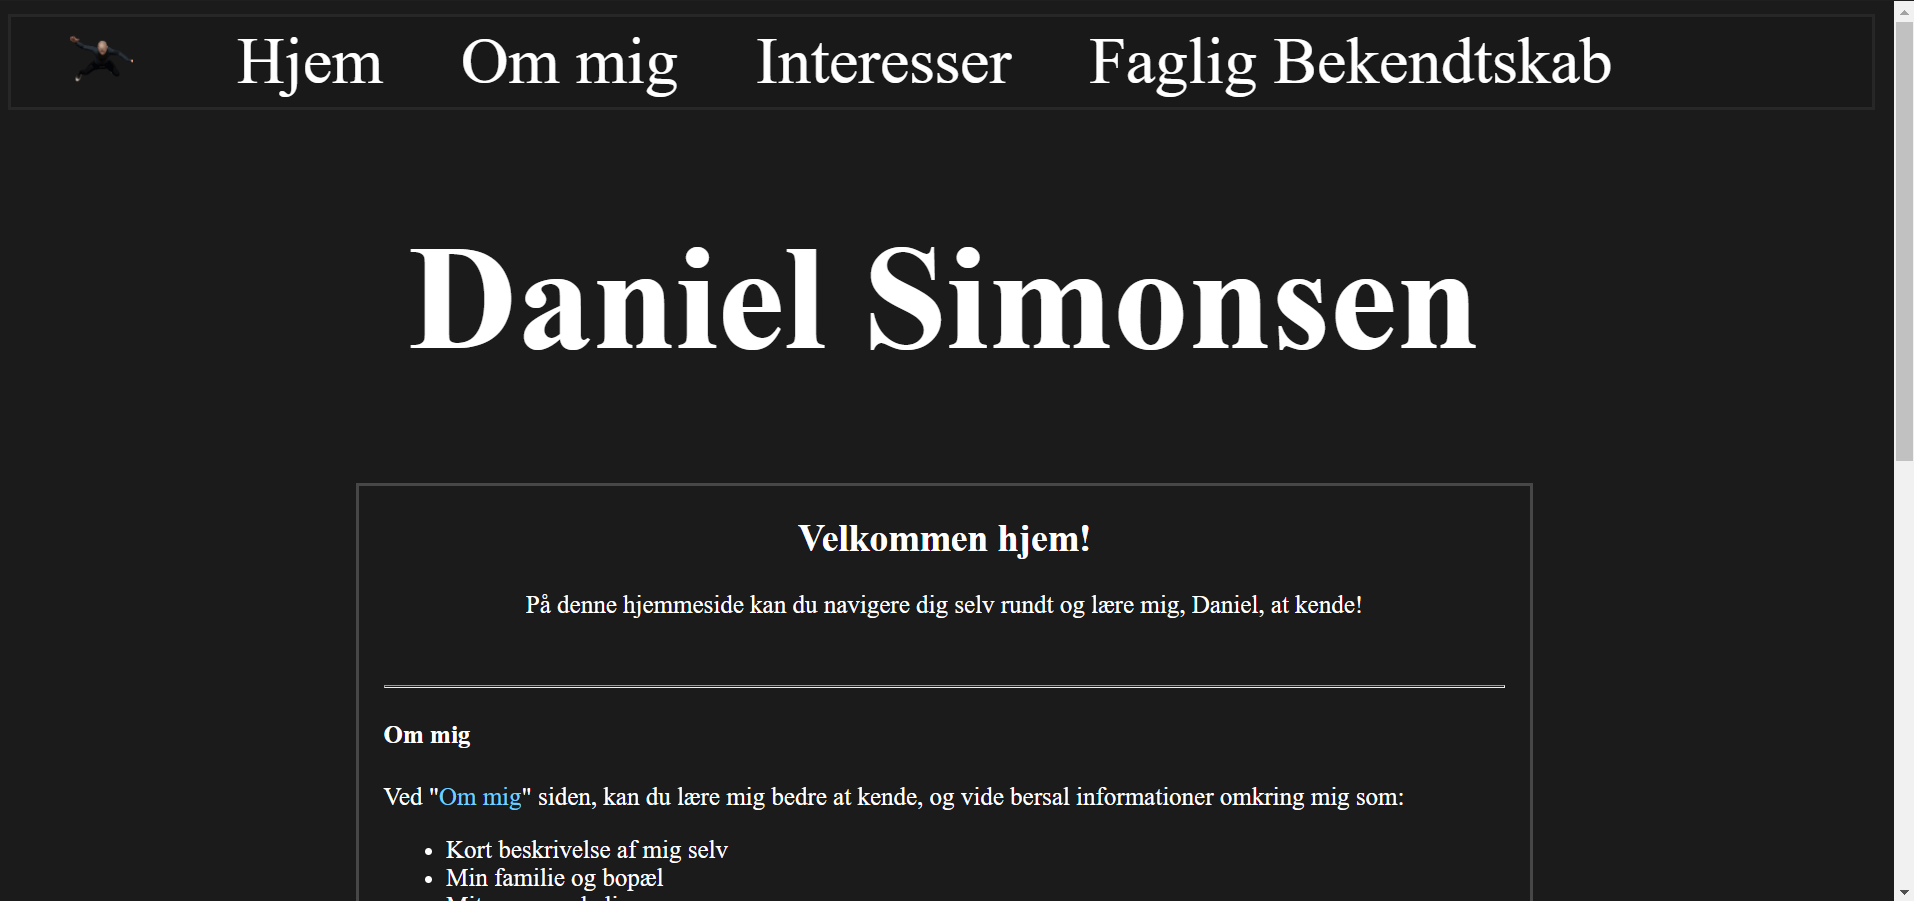 Hjem Om mig Interesser Faglig Bekendtskab
Daniel Simonsen
Velkommen hjem!
På denne hjemmeside kan du navigere dig selv rundt og lære mig, Daniel, at kende!
Om mig
Ved "Om mig" siden, kan du lære mig bedre at kende, og vide bersal informationer omkring mig som:
• Kort beskrivelse af mig selv
• Min familie og bopæl